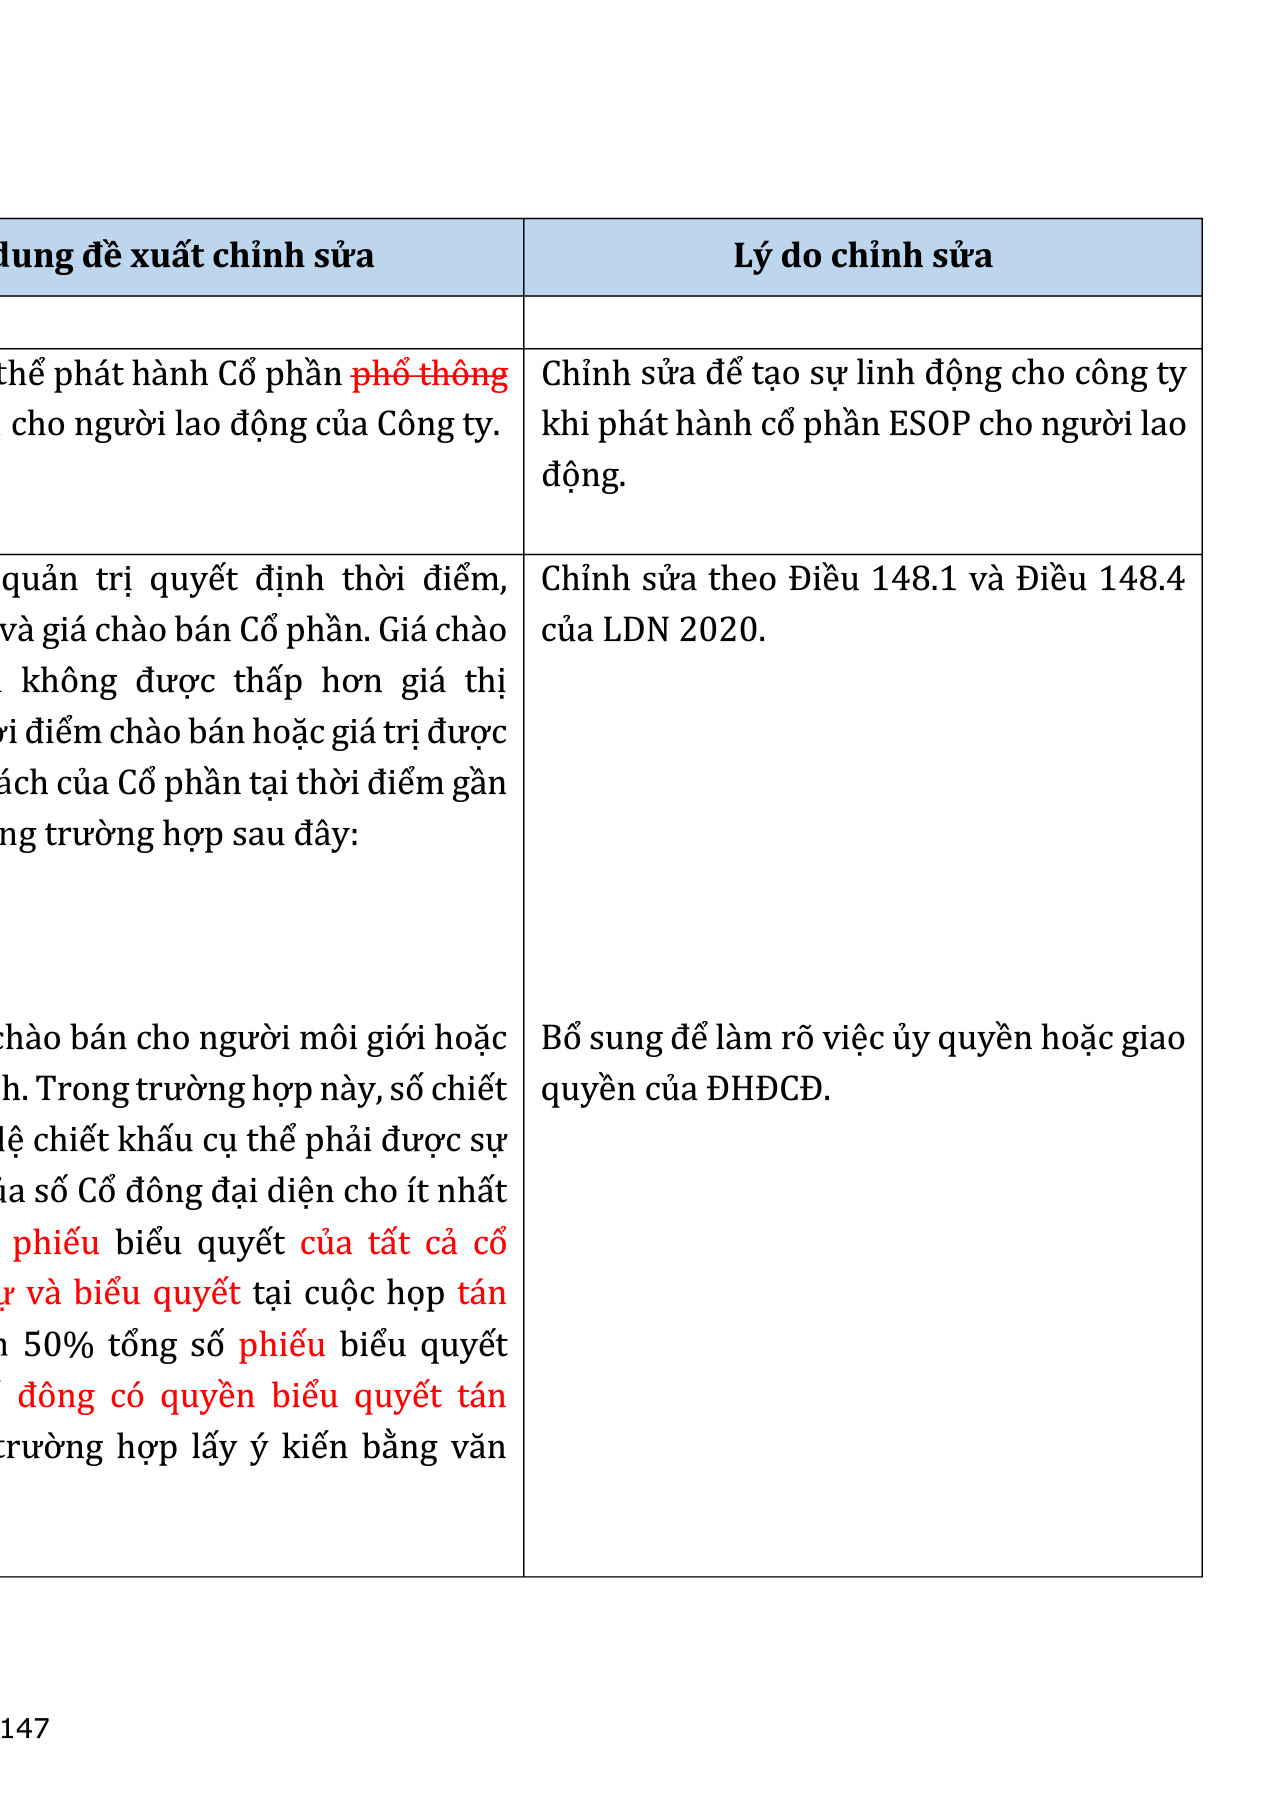 dung đề xuất chỉnh sửa
Lý do chỉnh sửa
thể phát hành Cổ phần phổ thông
cho người lao động của Công ty.
Chỉnh sửa để tạo sự linh động cho công ty
khi phát hành cổ phần ESOP cho người lao
động.
quản trị quyết định thời điểm,
và giá chào bán Cổ phần. Giá chào
không được thấp hơn giá thị
điểm chào bán hoặc giá trị được
của Cổ phần tại thời điểm gần
trường hợp sau đây:
Chỉnh sửa theo Điều 148.1 và Điều 148.4
của LDN 2020.
chào bán cho người môi giới hoặc
Trong trường hợp này, số chiết
chiết khấu cụ thể phải được sự
số Cổ đông đại diện cho ít nhất
phiếu biểu quyết của tất cả cổ
và biểu quyết tại cuộc họp tán
50% tổng số phiếu biểu quyết
đông có quyền biểu quyết tán
trường hợp lấy ý kiến bằng văn
Bổ sung để làm rõ việc ủy quyền hoặc giao
quyền của ĐHĐCĐ.
147